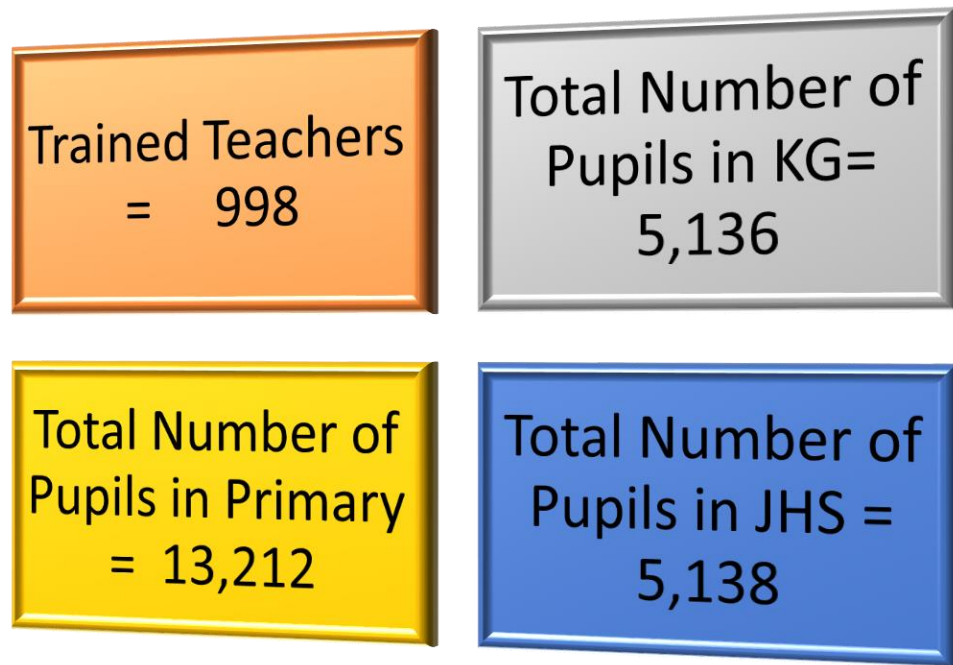 Trained Teachers
= 998
Total Number of
Pupils in KG=
5,136
Total Number of
Pupils in Primary
= 13,212
Total Number of
Pupils in JHS =
5,138